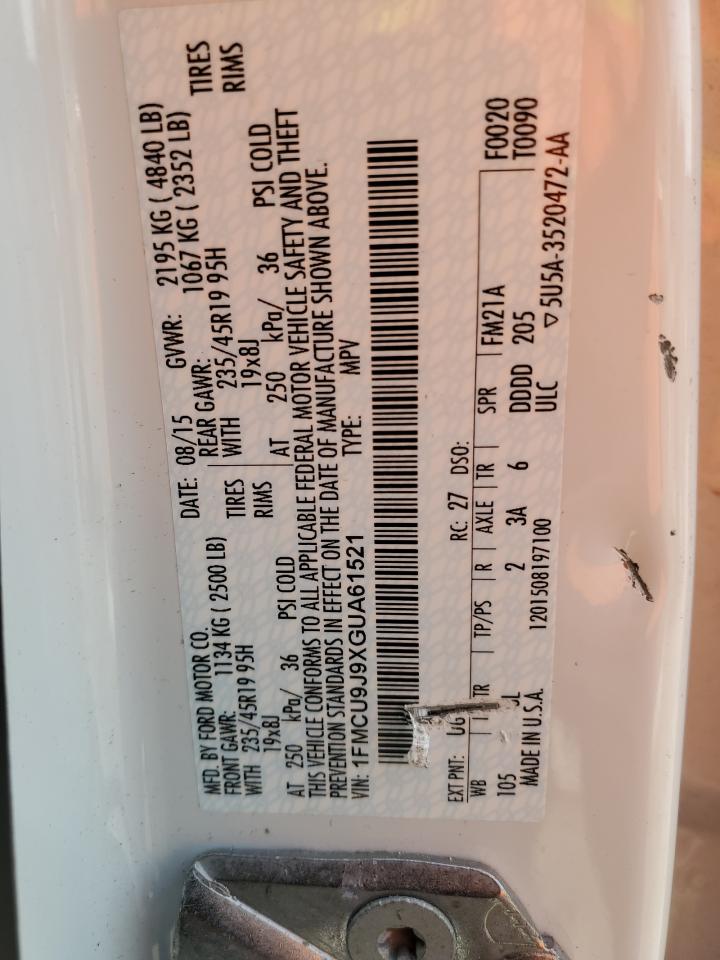 MFD. BY FORD MOTOR CO. DATE: 08/15 GVWR: 2195 KG ( 4840 LB)
FRONT GAWR: 1134 KG ( 2500 LB) REAR GAWR: 1067 KG ( 2352 LB)
WITH 235/45R19 95H TIRES WITH 235/45R19 95H TIRES
19x8J RIMS 19x8J RIMS
AT 250 kPa/ 36 PSI COLD AT 250 kPa/ 36 PSI COLD
THIS VEHICLE CONFORMS TO ALL APPLICABLE FEDERAL MOTOR VEHICLE SAFETY AND THEFT
PREVENTION STANDARDS IN EFFECT ON THE DATE OF MANUFACTURE SHOWN ABOVE.
VIN: 1FMCU9J9XGUA61521 TYPE: MPV
EXT PNT: RC: 27 DSO: F0020
WB TR TP/PS R AXLE TR SPR FM21A T0090
105 2 3A 6 DDDD 205
MADE IN U.S.A. 1201508197100 ULC ▽5U5A-3520472-AA